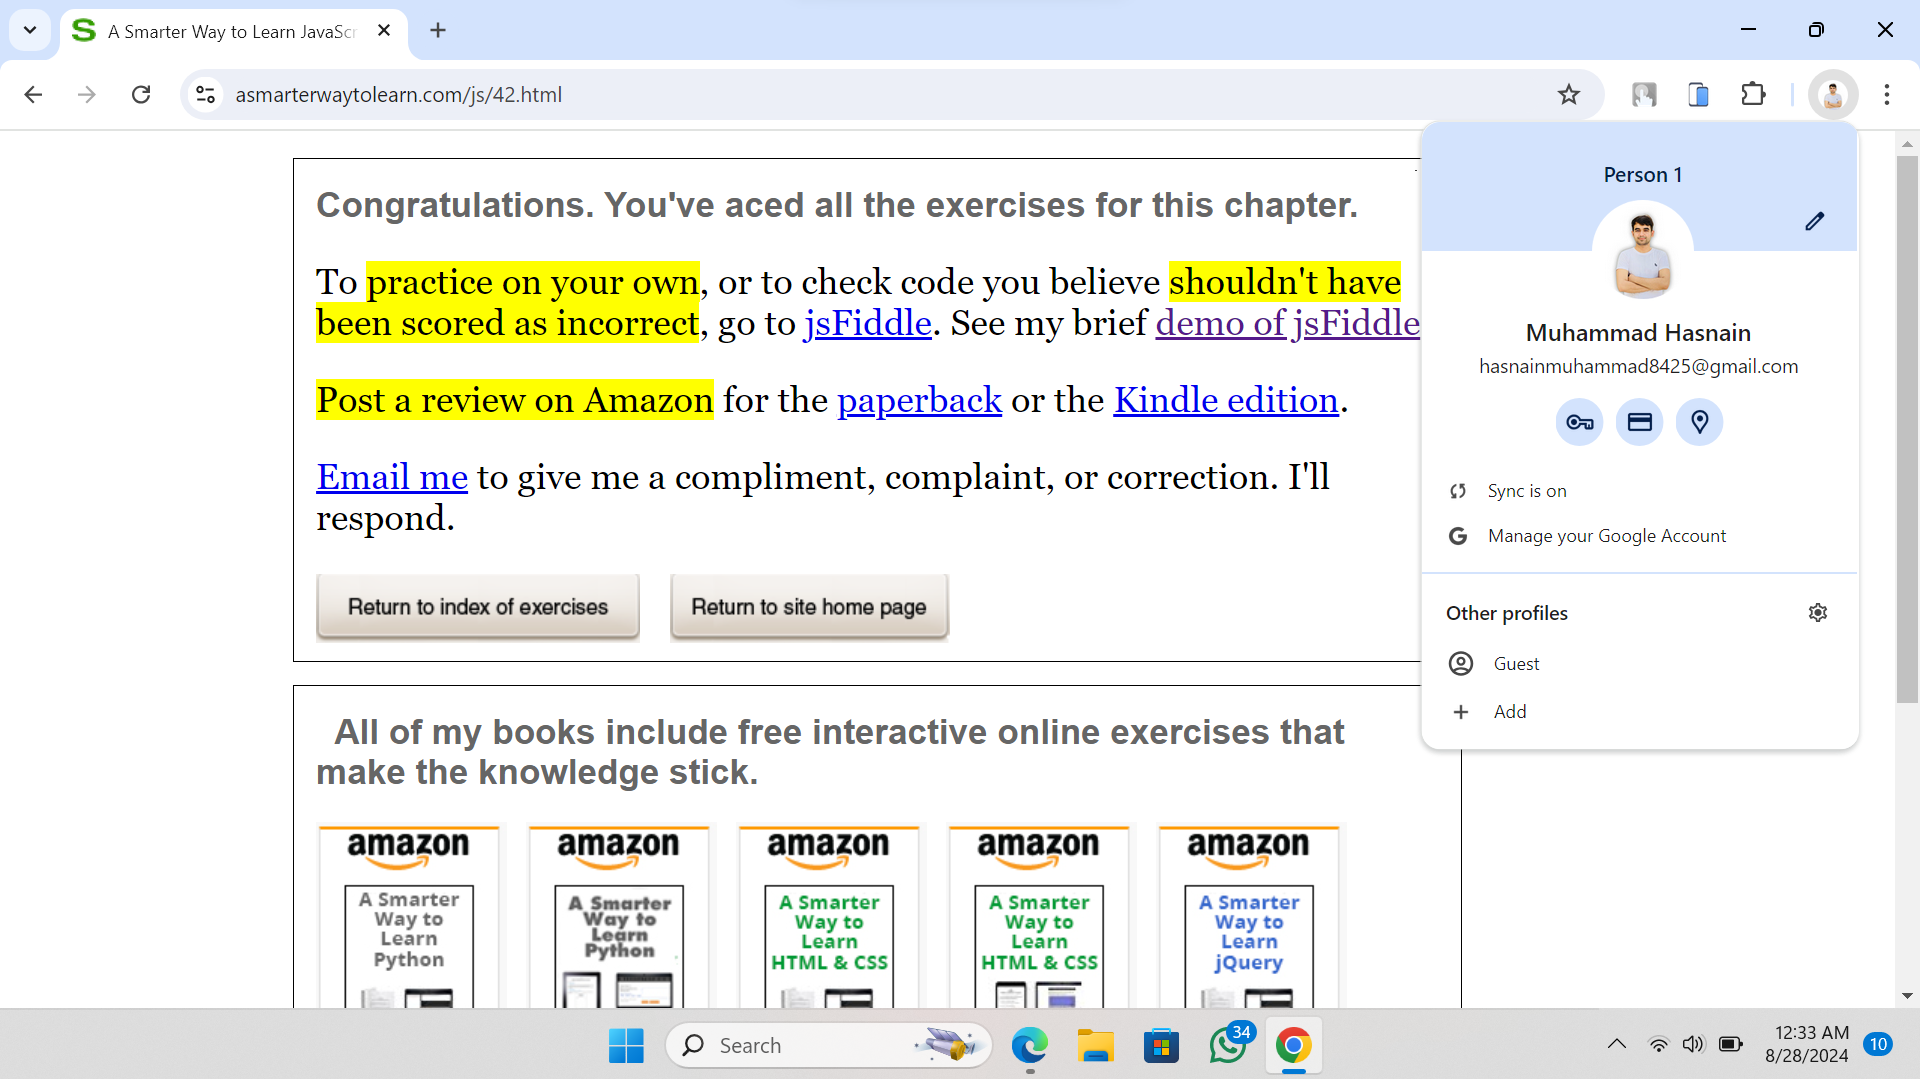 A Smarter Way to Learn JavaScr
asmarterwaytolearn.com/js/42.html
Congratulations. You've aced all the exercises for this chapter.
To practice on your own, or to check code you believe shouldn't have
been scored as incorrect, go to jsFiddle. See my brief demo of jsFiddle
Post a review on Amazon for the paperback or the Kindle edition.
Email me to give me a compliment, complaint, or correction. I'll
respond.
Return to index of exercises
Return to site home page
Person 1
Muhammad Hasnain
hasnainmuhammad8425@gmail.com
Sync is on
Manage your Google Account
Other profiles
Guest
Add
All of my books include free interactive online exercises that
make the knowledge stick.
amazon
A Smarter
Way to
Learn
Python
amazon
A Smarter
Way to
Learn
Python
amazon
A Smarter
Way to
Learn
HTML & CSS
amazon
A Smarter
Way to
Learn
HTML & CSS
amazon
A Smarter
Way to
Learn
jQuery
Search
34
12:33 AM
8/28/2024
10